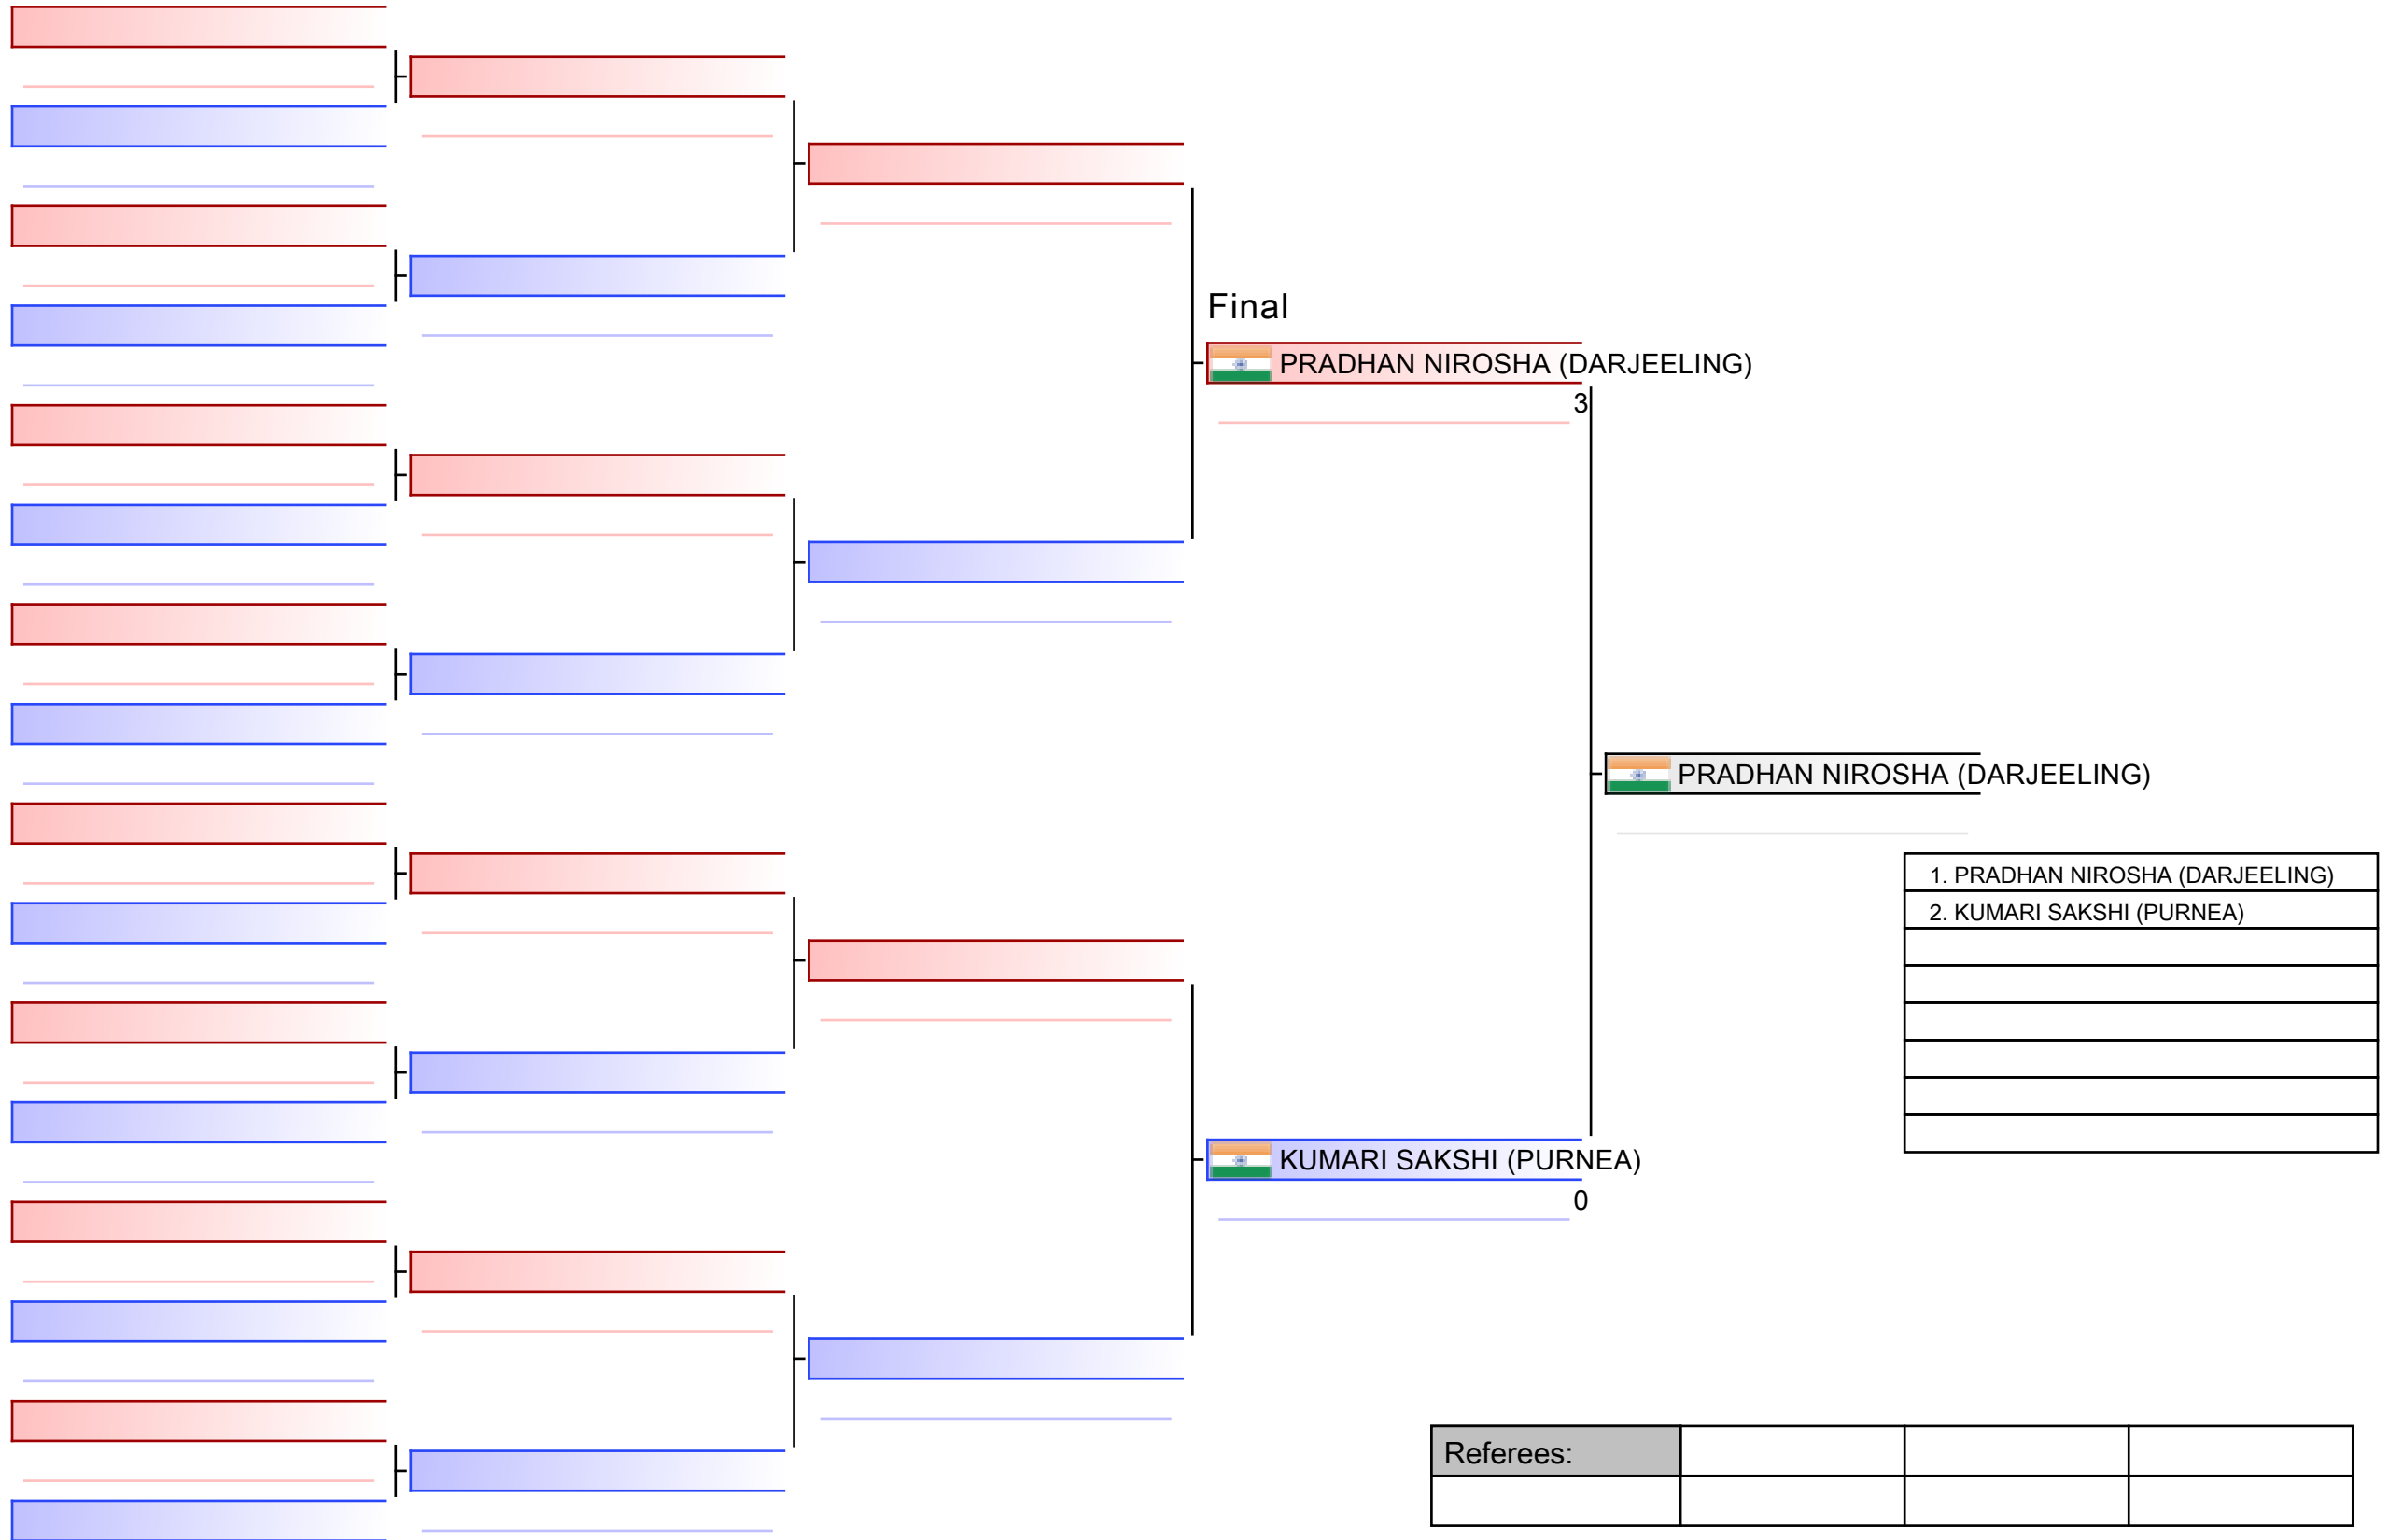 Final
PRADHAN NIROSHA (DARJEELING)
3
PRADHAN NIROSHA (DARJEELING)
1. PRADHAN NIROSHA (DARJEELING)
2. KUMARI SAKSHI (PURNEA)
KUMARI SAKSHI (PURNEA)
0
Referees: